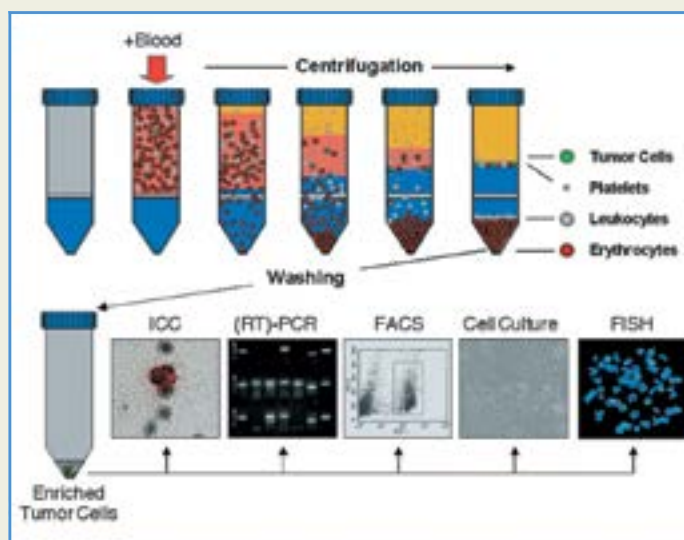 +Blood
Centrifugation
Tumor Cells
Platelets
Leukocytes
Erythrocytes
Washing
ICC
(RT)-PCR
FACS
Cell Culture
FISH
Enriched
Tumor Cells